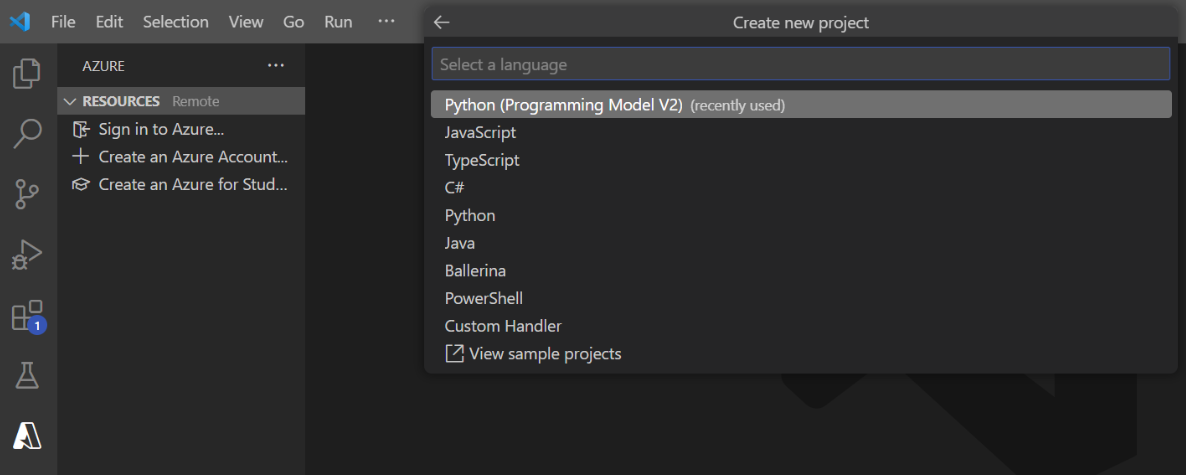 File Edit Selection View Go Run ...
Create new project
Select a language
Python (Programming Model V2) (recently used)
JavaScript
TypeScript
C#
Python
Java
Ballerina
PowerShell
Custom Handler
View sample projects
AZURE ...
RESOURCES Remote
Sign in to Azure...
Create an Azure Account...
Create an Azure for Stud...
1